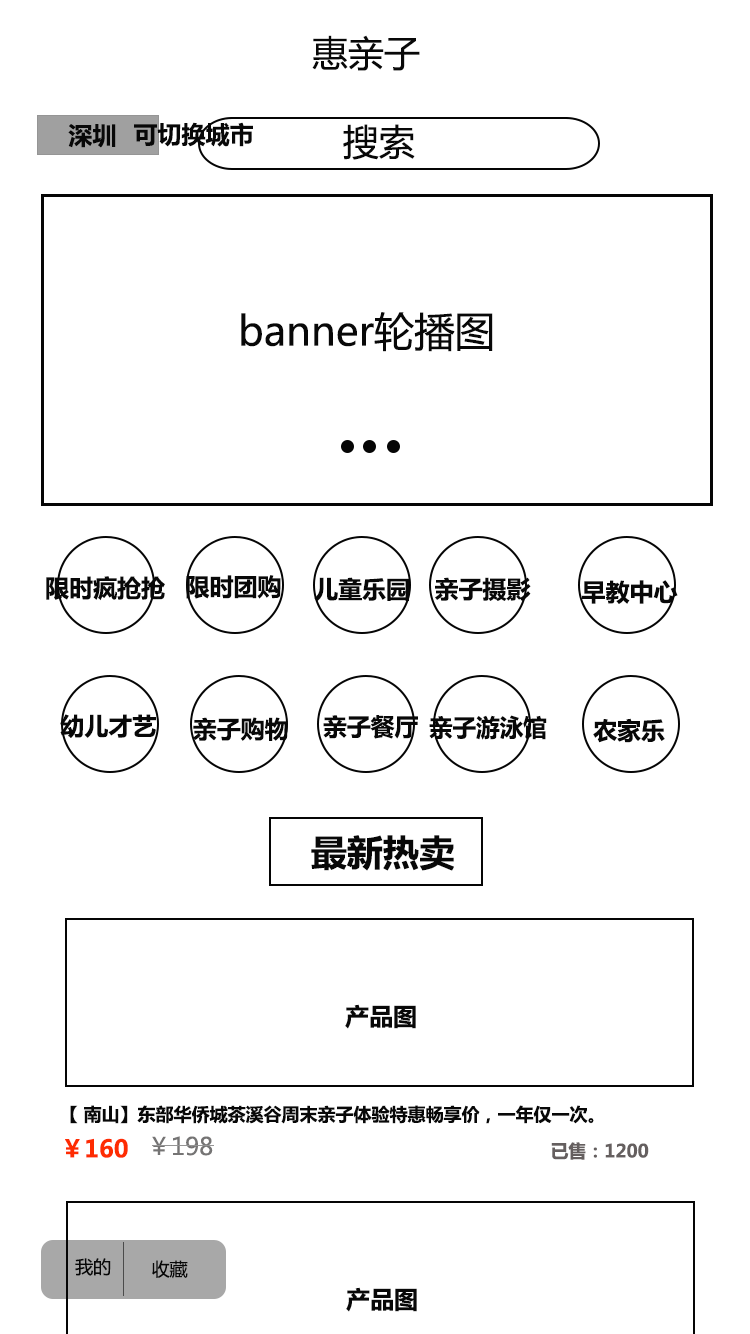 惠亲子
深圳 可切换城市 搜索
banner轮播图
限时疯抢抢 限时团购 儿童乐园 亲子摄影 早教中心
幼儿才艺 亲子购物 亲子餐厅 亲子游泳馆 农家乐
最新热卖
产品图
【 南山】东部华侨城茶溪谷周末亲子体验特惠畅享价，一年仅一次。
¥160 ¥198 已售：1200
我的 收藏
产品图